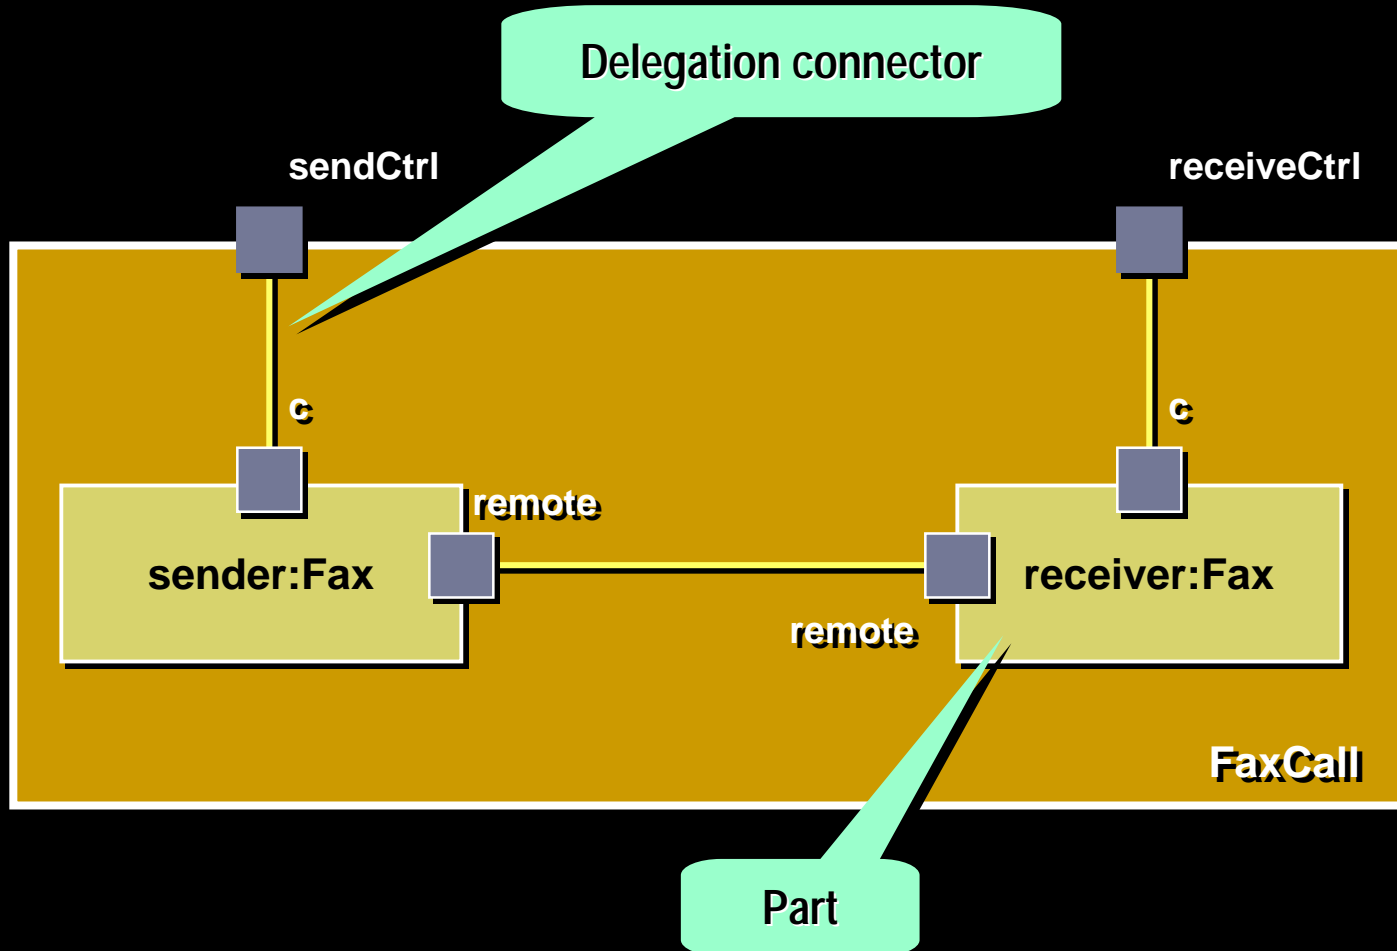 Delegation connector
sendCtrl
receiveCtrl
c
c
remote
sender:Fax
receiver:Fax
remote
FaxCall
Part